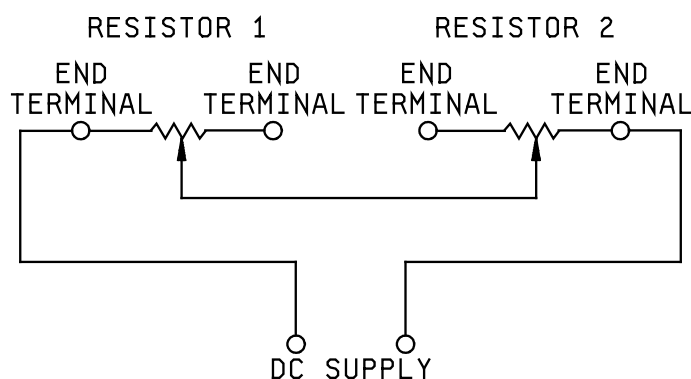 RESISTOR 1
RESISTOR 2
END
TERMINAL
END
TERMINAL
END
TERMINAL
END
TERMINAL
DC SUPPLY